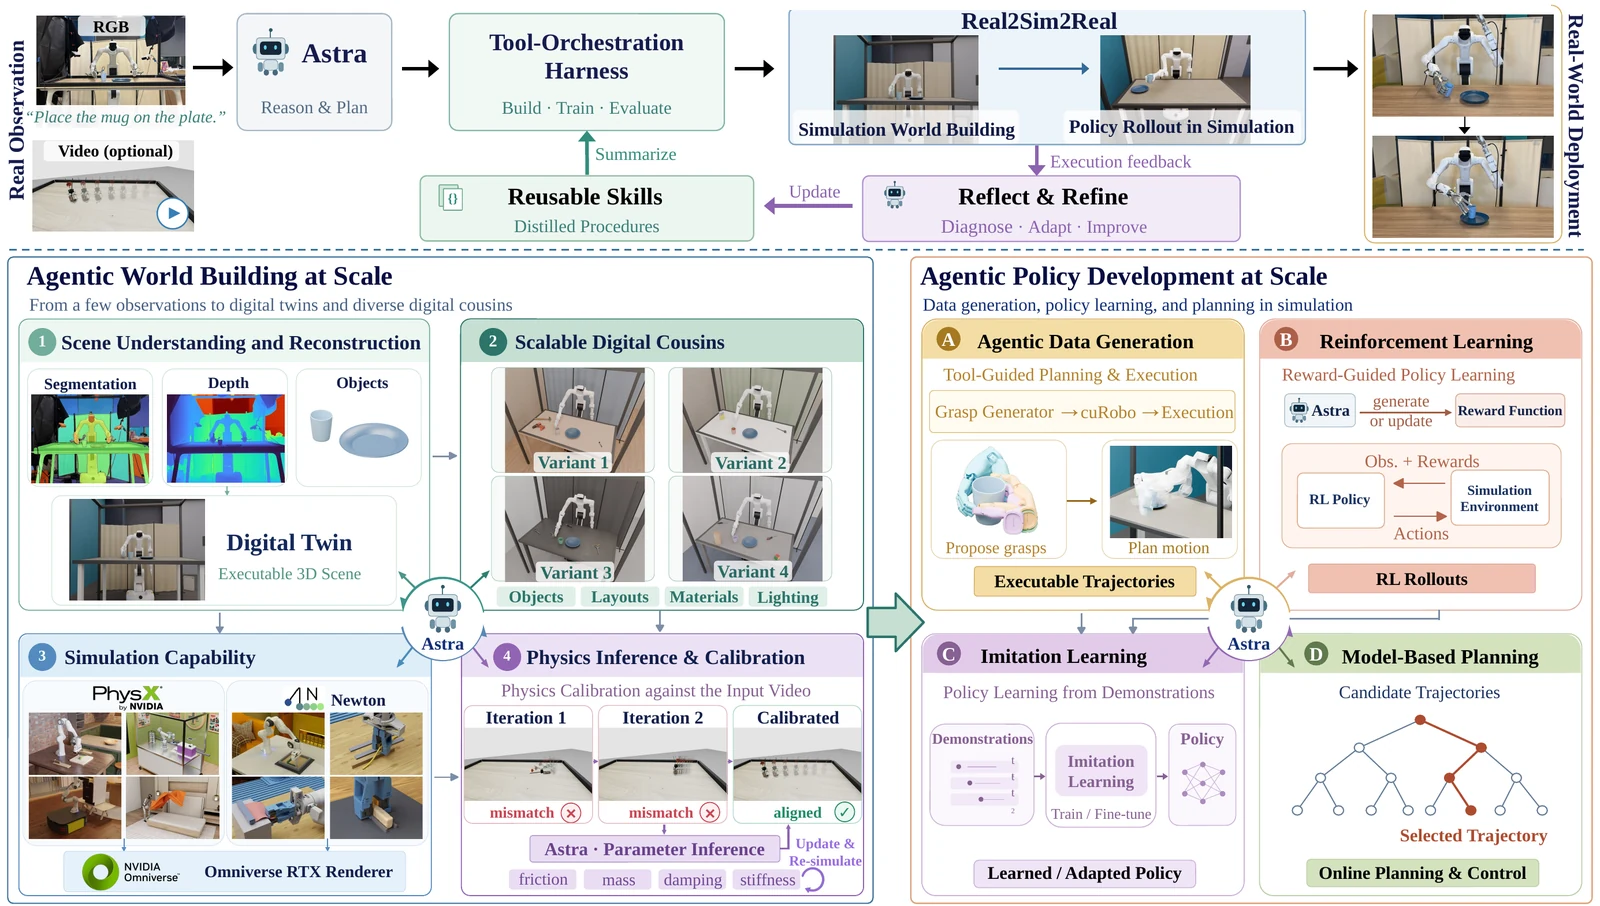 Real Observation
RGB
“Place the mug on the plate.”
Video (optional)
Astra
Reason & Plan
Tool-Orchestration
Harness
Build · Train · Evaluate
Real2Sim2Real
Simulation World Building
Policy Rollout in Simulation
Real-World Deployment
Summarize
Execution feedback
{}
Reusable Skills
Distilled Procedures
Update
Reflect & Refine
Diagnose · Adapt · Improve
Agentic World Building at Scale
From a few observations to digital twins and diverse digital cousins
1 Scene Understanding and Reconstruction
Segmentation
Depth
Objects
Digital Twin
Executable 3D Scene
2 Scalable Digital Cousins
Variant 1
Variant 2
Variant 3
Variant 4
Objects
Layouts
Materials
Lighting
Astra
3 Simulation Capability
PhysX
by NVIDIA
Newton
NVIDIA
Omniverse™
Omniverse RTX Renderer
4 Physics Inference & Calibration
Physics Calibration against the Input Video
Iteration 1
Iteration 2
Calibrated
mismatch
mismatch
aligned
Astra · Parameter Inference
Update &
Re-simulate
friction
mass
damping
stiffness
Agentic Policy Development at Scale
Data generation, policy learning, and planning in simulation
A Agentic Data Generation
Tool-Guided Planning & Execution
Grasp Generator → cuRobo → Execution
Propose grasps
Plan motion
Executable Trajectories
B Reinforcement Learning
Reward-Guided Policy Learning
Astra
generate
or update
Reward Function
Obs. + Rewards
RL Policy
Simulation
Environment
Actions
RL Rollouts
Astra
C Imitation Learning
Policy Learning from Demonstrations
Demonstrations
t
t
t
2
Imitation
Learning
Train / Fine-tune
Policy
Learned / Adapted Policy
D Model-Based Planning
Candidate Trajectories
Selected Trajectory
Online Planning & Control